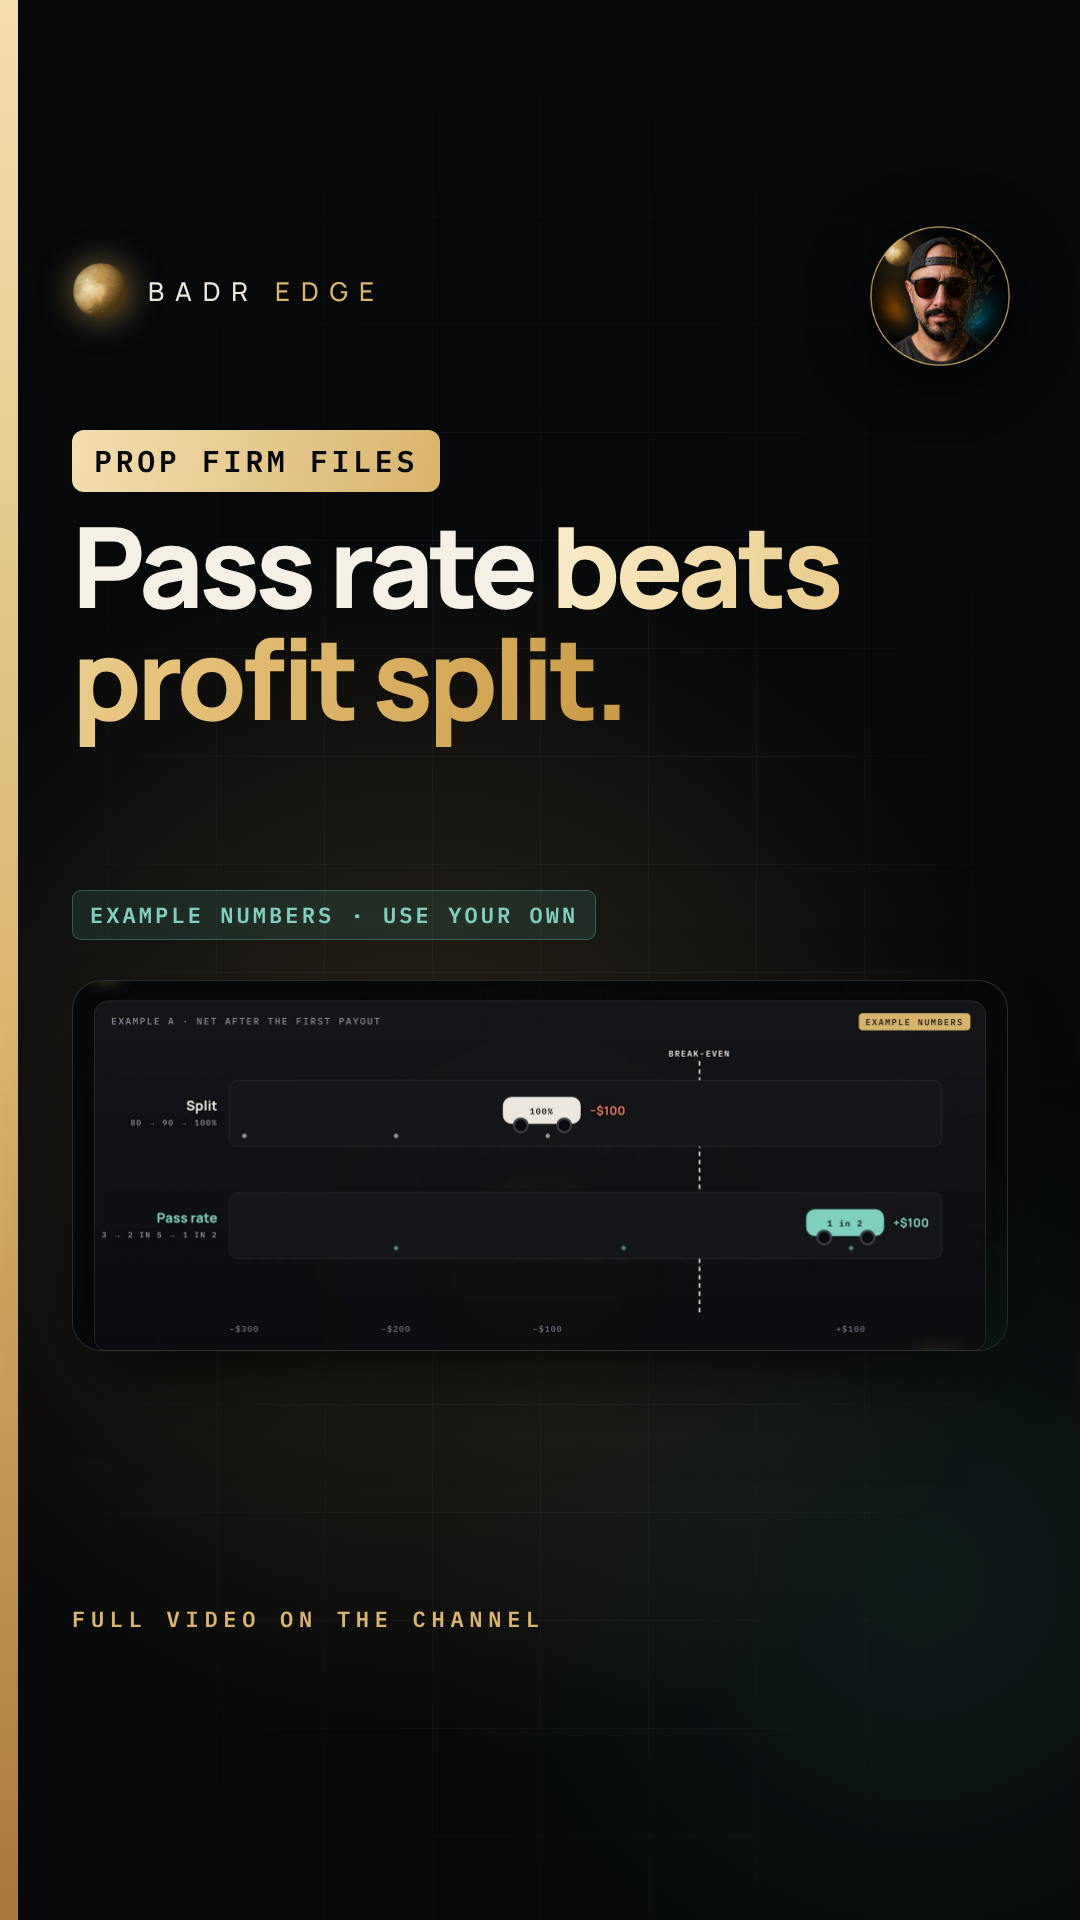 BADR EDGE
PROP FIRM FILES
Pass rate beats
profit split.
EXAMPLE NUMBERS · USE YOUR OWN
EXAMPLE A · NET AFTER THE FIRST PAYOUT
EXAMPLE NUMBERS
BREAK-EVEN
Split
80 → 90 → 100%
100%
−$100
Pass rate
3 → 2 IN 5 → 1 IN 2
1 in 2
+$100
−$300
−$200
−$100
+$100
FULL VIDEO ON THE CHANNEL